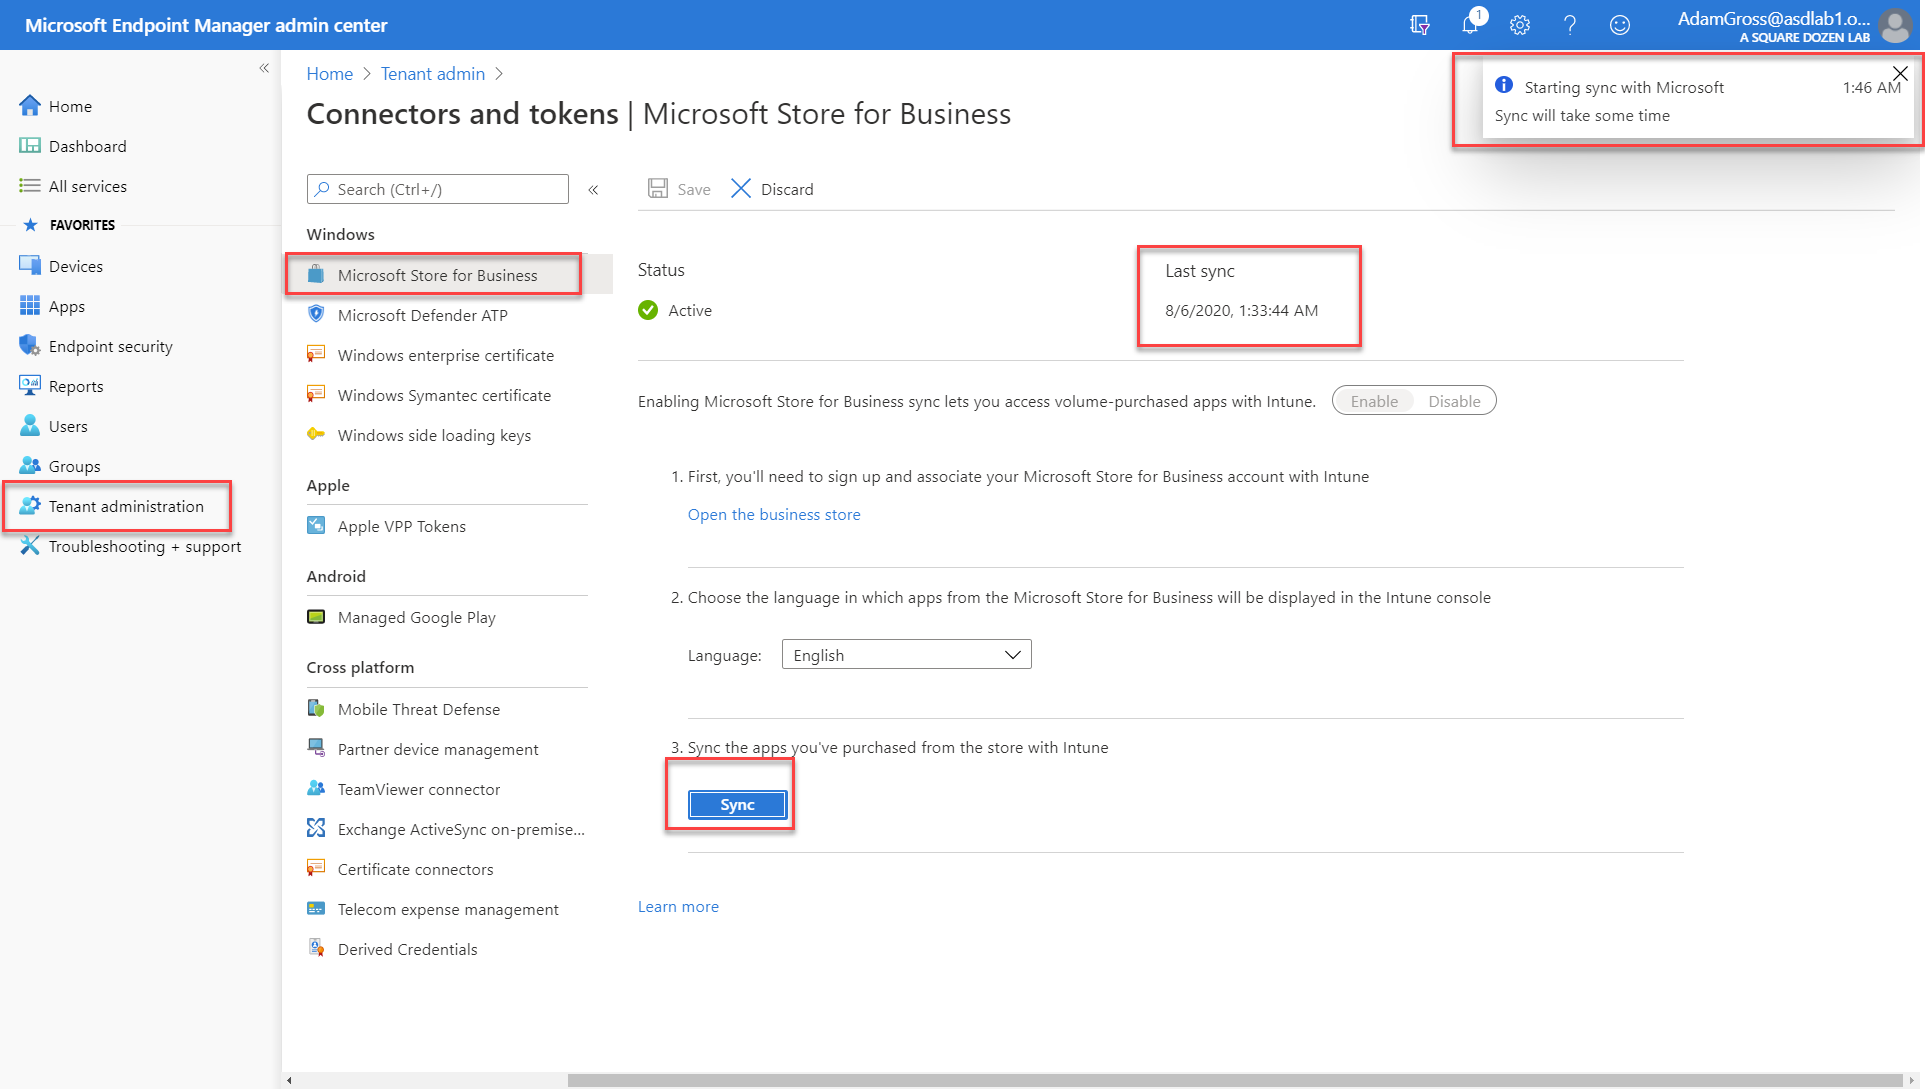 Microsoft Endpoint Manager admin center
1
AdamGross@asdlab1.o...
A SQUARE DOZEN LAB
Starting sync with Microsoft
1:46 AM
Sync will take some time
Home
Dashboard
All services
FAVORITES
Devices
Apps
Endpoint security
Reports
Users
Groups
Tenant administration
Troubleshooting + support
Home > Tenant admin >
Connectors and tokens | Microsoft Store for Business
Search (Ctrl+/)
Windows
Microsoft Store for Business
Microsoft Defender ATP
Windows enterprise certificate
Windows Symantec certificate
Windows side loading keys
Apple
Apple VPP Tokens
Android
Managed Google Play
Cross platform
Mobile Threat Defense
Partner device management
TeamViewer connector
Exchange ActiveSync on-premise...
Certificate connectors
Telecom expense management
Derived Credentials
Save
Discard
Status
Active
Last sync
8/6/2020, 1:33:44 AM
Enabling Microsoft Store for Business sync lets you access volume-purchased apps with Intune.
Enable
Disable
1. First, you'll need to sign up and associate your Microsoft Store for Business account with Intune
Open the business store
2. Choose the language in which apps from the Microsoft Store for Business will be displayed in the Intune console
Language:
English
3. Sync the apps you've purchased from the store with Intune
Sync
Learn more